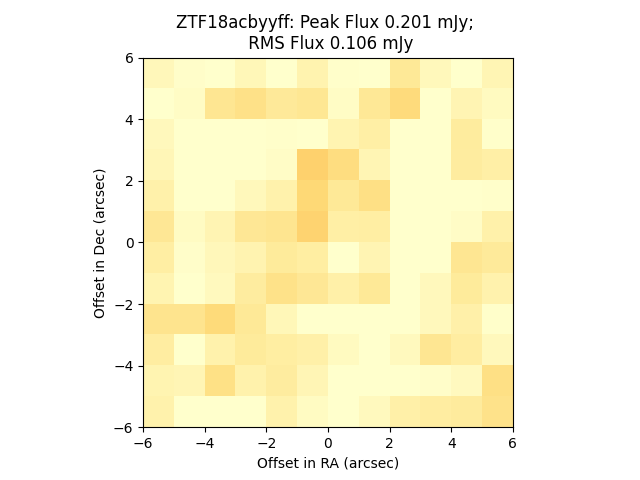 ZTF18acbyyff: Peak Flux 0.201 mJy;
RMS Flux 0.106 mJy
6
4
2
0
−2
−4
−6
Offset in Dec (arcsec)
−6 −4 −2 0 2 4 6
Offset in RA (arcsec)